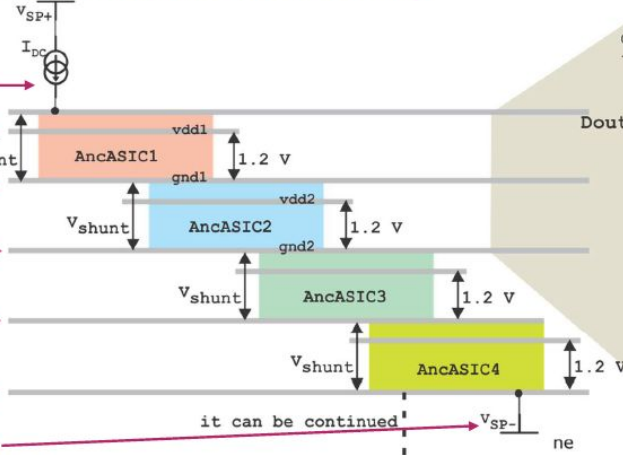 VSP+
IDC
Dout
vdd1
AncASIC1
1.2 V
nt
gnd1
vdd2
Vshunt
AncASIC2
1.2 V
gnd2
Vshunt
AncASIC3
1.2 V
Vshunt
AncASIC4
1.2 V
it can be continued
VSP-
ne